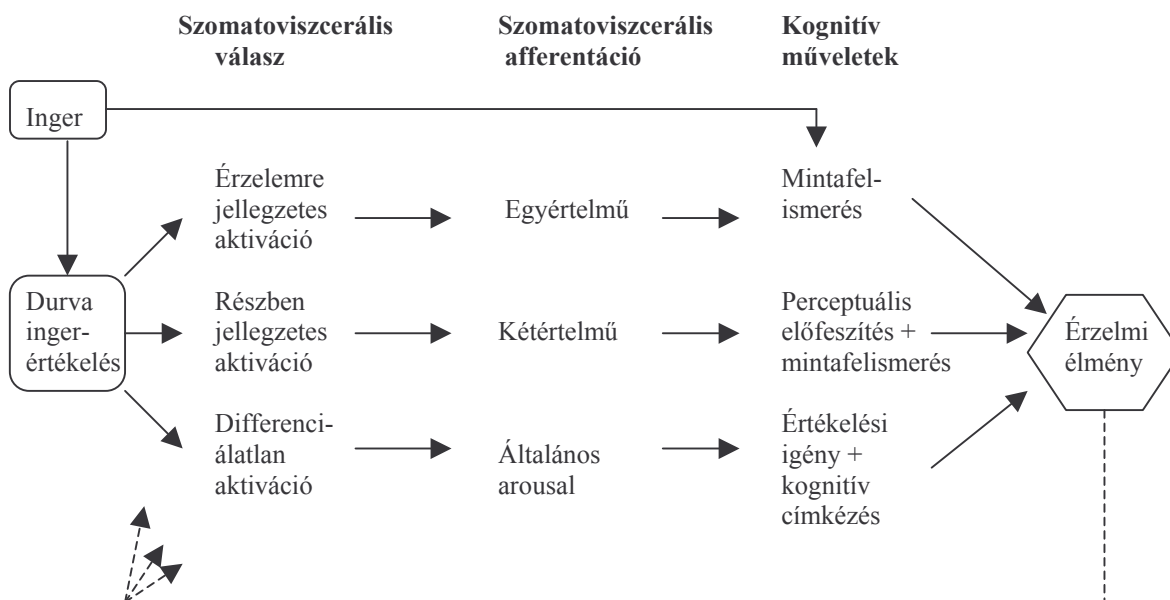 Szomatoviszcerális
válasz
Szomatoviszcerális
afferentáció
Kognitív
műveletek
Inger
Érzelemre
jellegzetes
aktiváció
Egyértelmű
Mintafel-
ismerés
Durva
inger-
értékelés
Részben
jellegzetes
aktiváció
Kétértelmű
Perceptuális
előfeszítés +
mintafelismerés
Érzelmi
élmény
Differenci-
álatlan
aktiváció
Általános
arousal
Értékelési
igény +
kognitív
címkézés